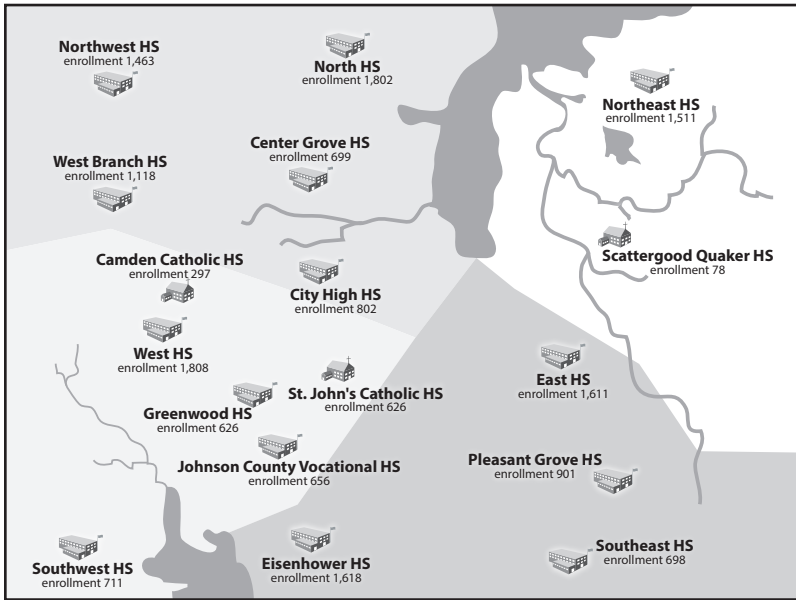 Northwest HS
enrollment 1,463
North HS
enrollment 1,802
Northeast HS
enrollment 1,511
Center Grove HS
enrollment 699
West Branch HS
enrollment 1,118
Scattergood Quaker HS
enrollment 78
Camden Catholic HS
enrollment 297
City High HS
enrollment 802
West HS
enrollment 1,808
East HS
enrollment 1,611
St. John's Catholic HS
enrollment 626
Greenwood HS
enrollment 626
Johnson County Vocational HS
enrollment 656
Pleasant Grove HS
enrollment 901
Southwest HS
enrollment 711
Eisenhower HS
enrollment 1,618
Southeast HS
enrollment 698